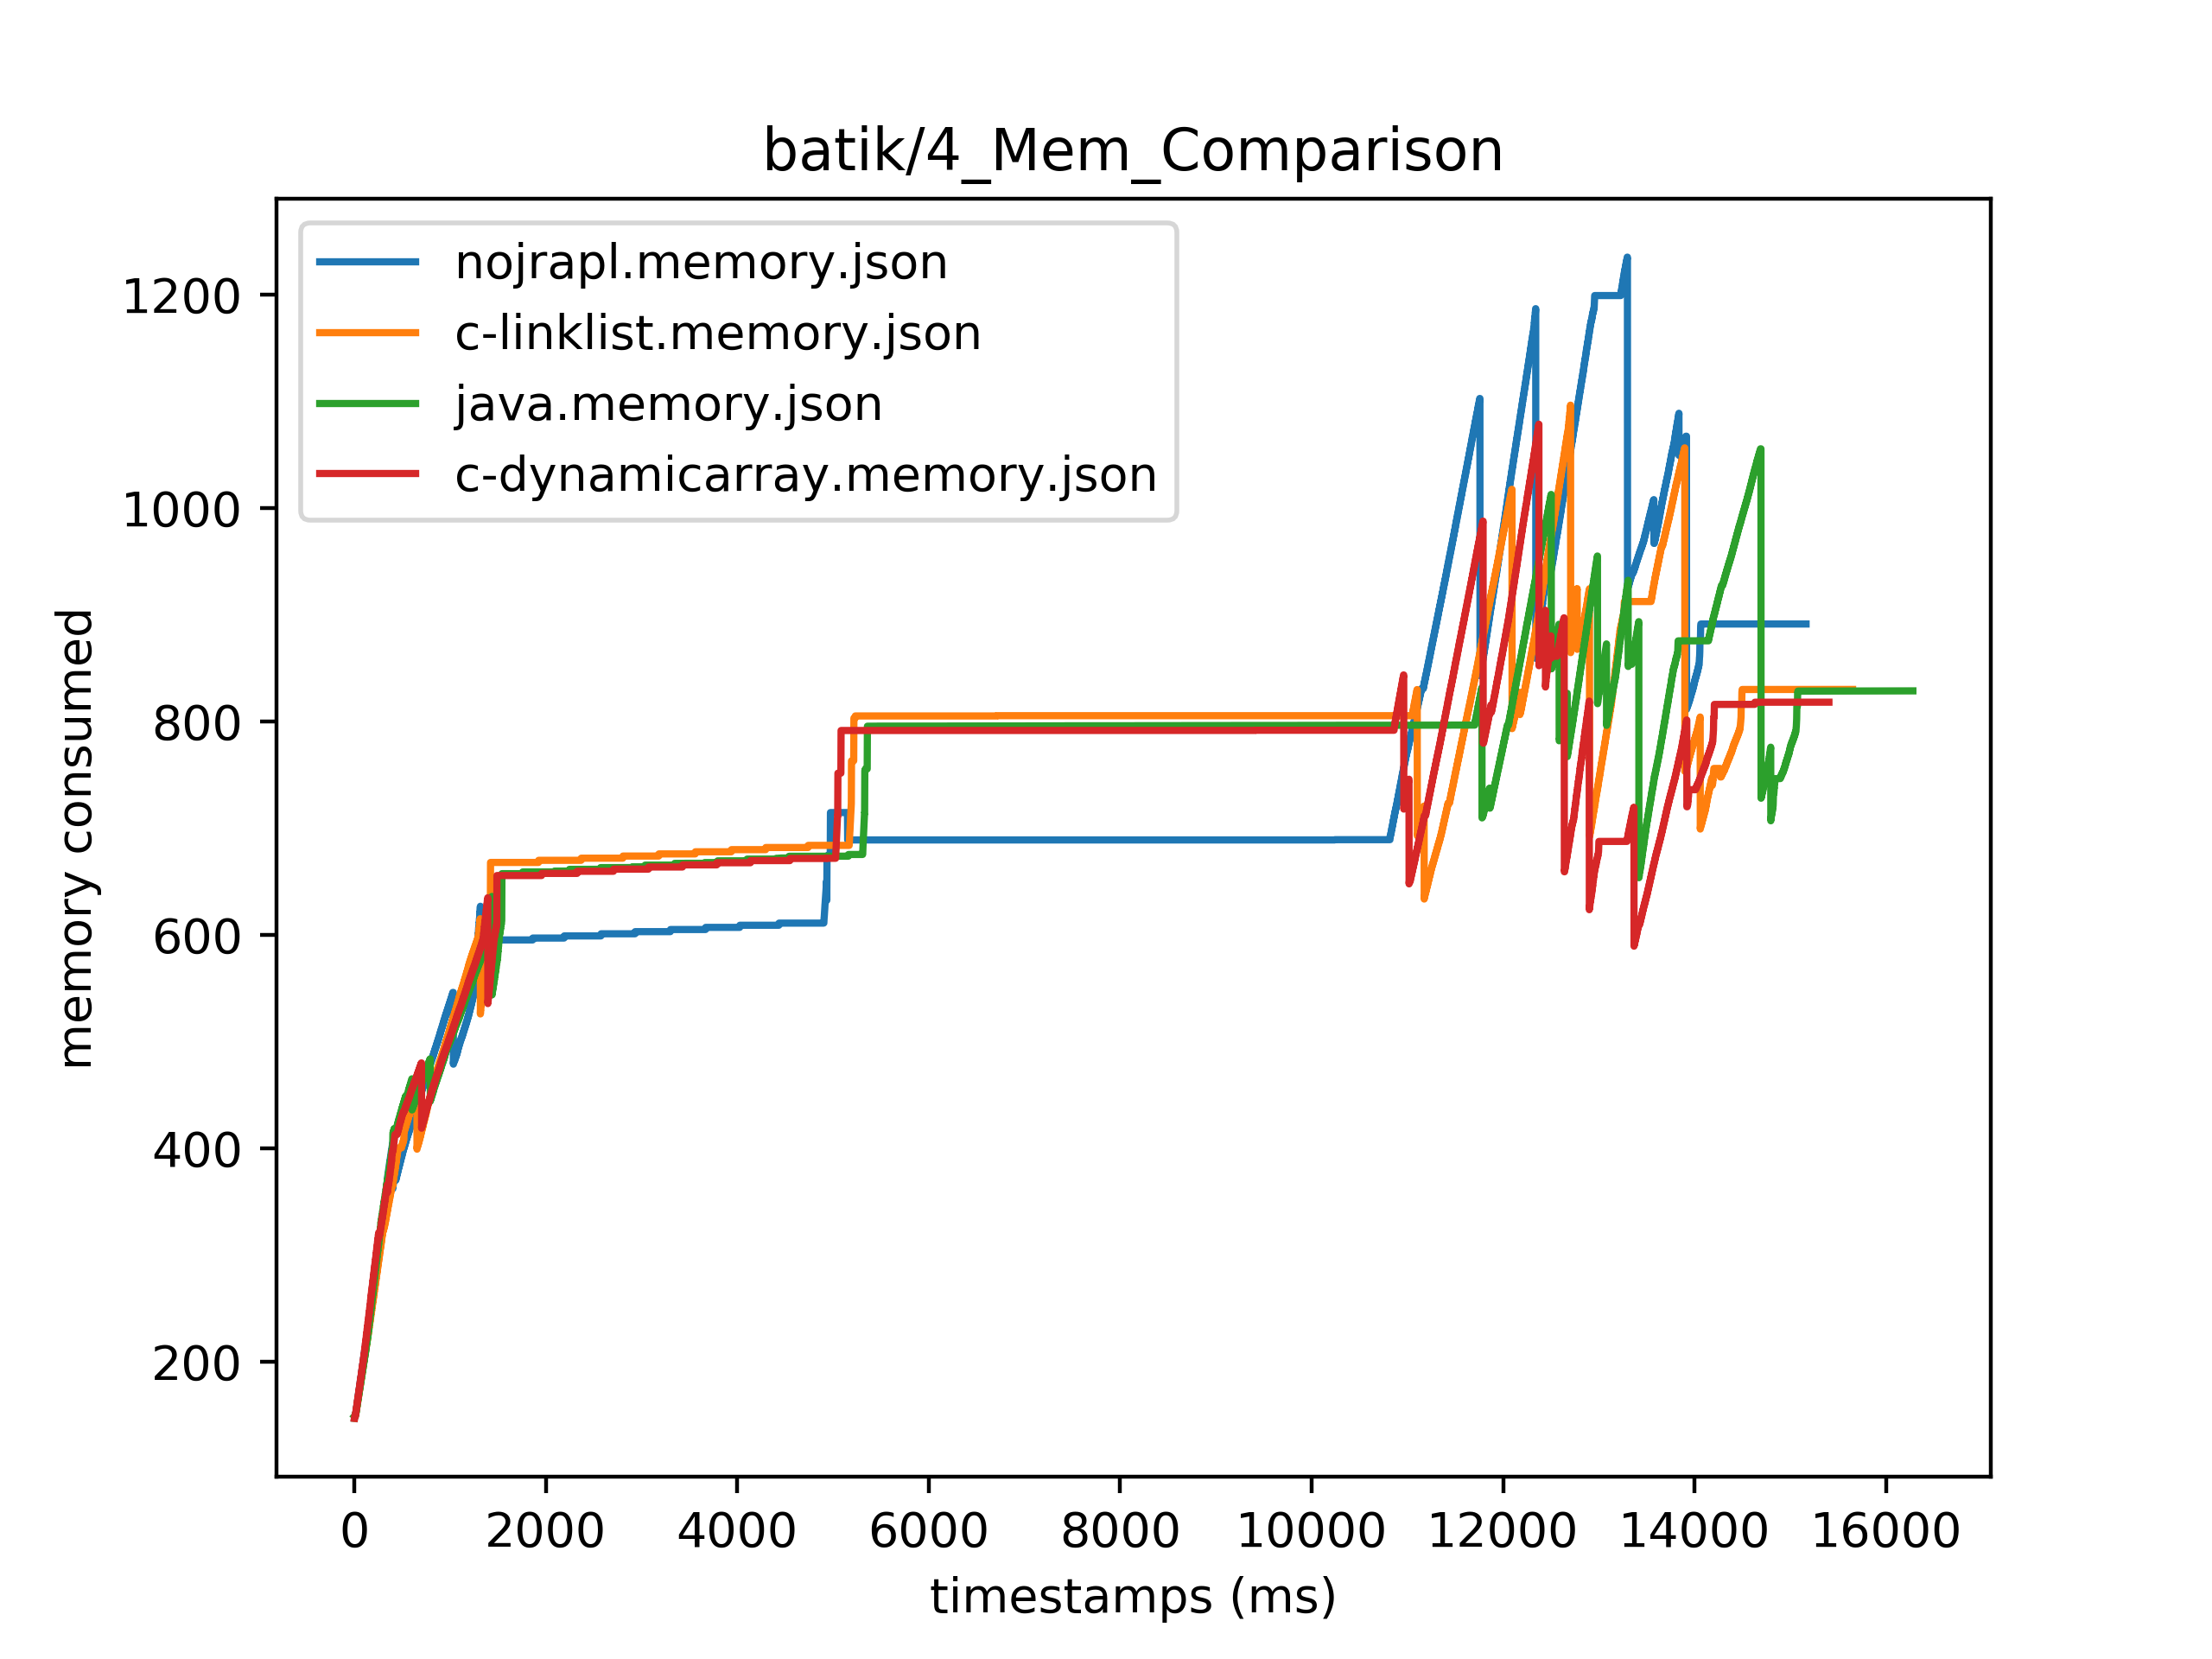 batik/4_Mem_Comparison
nojrapl.memory.json
c-linklist.memory.json
java.memory.json
c-dynamicarray.memory.json
memory consumed
1200
1000
800
600
400
200
0 2000 4000 6000 8000 10000 12000 14000 16000
timestamps (ms)